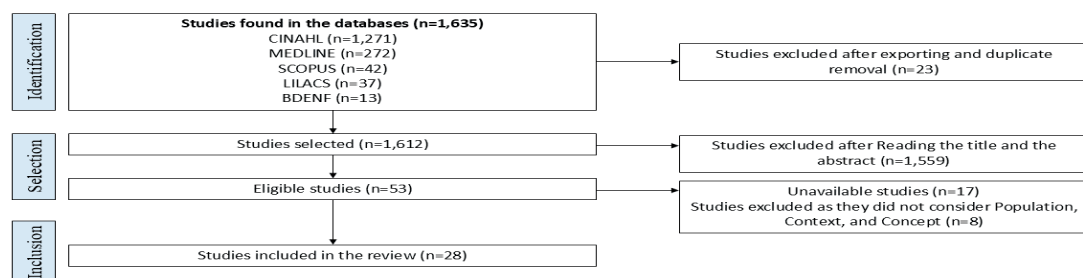 Identification
Studies found in the databases (n=1,635)
CINAHL (n=1,271)
MEDLINE (n=272)
SCOPUS (n=42)
LILACS (n=37)
BDENF (n=13)
Studies excluded after exporting and duplicate
removal (n=23)
Selection
Studies selected (n=1,612)
Studies excluded after Reading the title and the
abstract (n=1,559)
Eligible studies (n=53)
Unavailable studies (n=17)
Studies excluded as they did not consider Population,
Context, and Concept (n=8)
Inclusion
Studies included in the review (n=28)